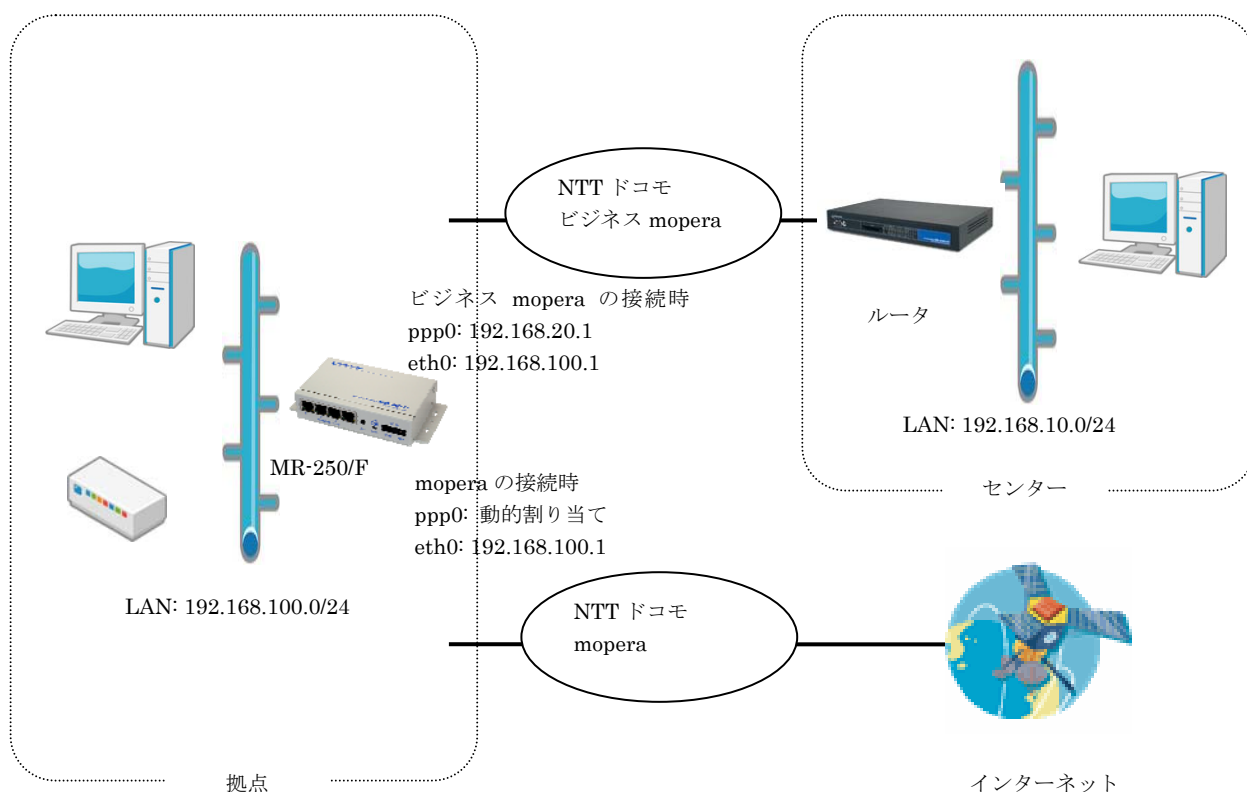 NTT ドコモ
ビジネス mopera
ビジネス mopera の接続時
ppp0: 192.168.20.1
eth0: 192.168.100.1
ルータ
LAN: 192.168.10.0/24
センター
MR-250/F
mopera の接続時
ppp0: 動的割り当て
eth0: 192.168.100.1
LAN: 192.168.100.0/24
NTT ドコモ
mopera
拠点
インターネット